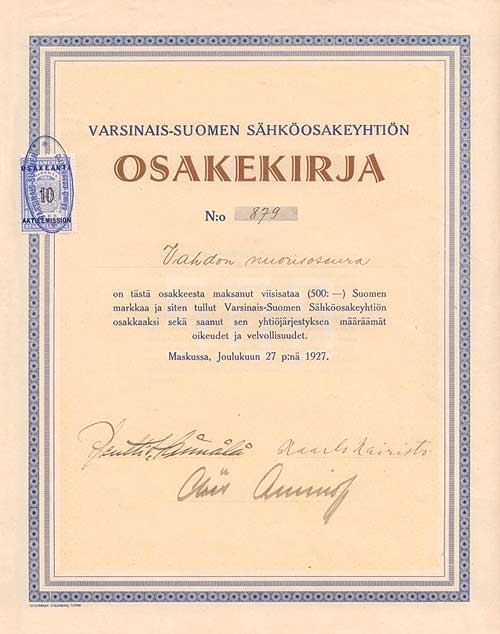 VARSINAIS-SUOMEN SÄHKÖOSAKEYHTIÖN
OSAKEKIRJA
N:o 879
OSAKEANTI
10
AKTIEEMISSION
Vahdon nuorisoseura
on tästä osakkeesta maksanut viisisataa (500: —) Suomen
markkaa ja siten tullut Varsinais-Suomen Sähköosakeyhtiön
osakkaaksi sekä saanut sen yhtiöjärjestyksen määräämät
oikeudet ja velvollisuudet.
Maskussa, Joulukuun 27 p:nä 1927.
Kaarlo Kairisto